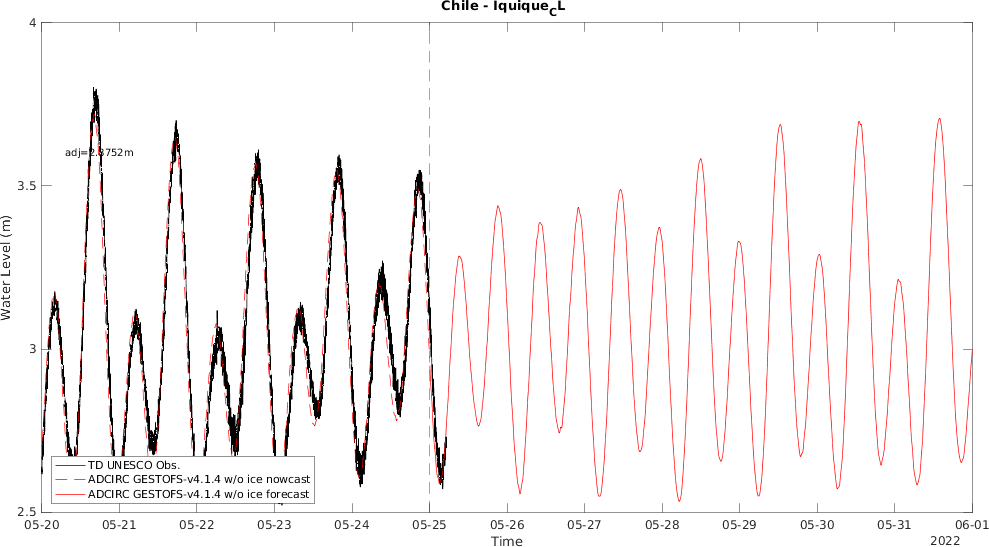 Chile - Iquique_CL
4
3.5
3
2.5
Water Level (m)
adj=2.3752m
TD UNESCO Obs.
ADCIRC GESTOFS-v4.1.4 w/o ice nowcast
ADCIRC GESTOFS-v4.1.4 w/o ice forecast
05-20 05-21 05-22 05-23 05-24 05-25 05-26 05-27 05-28 05-29 05-30 05-31 06-01
Time
2022